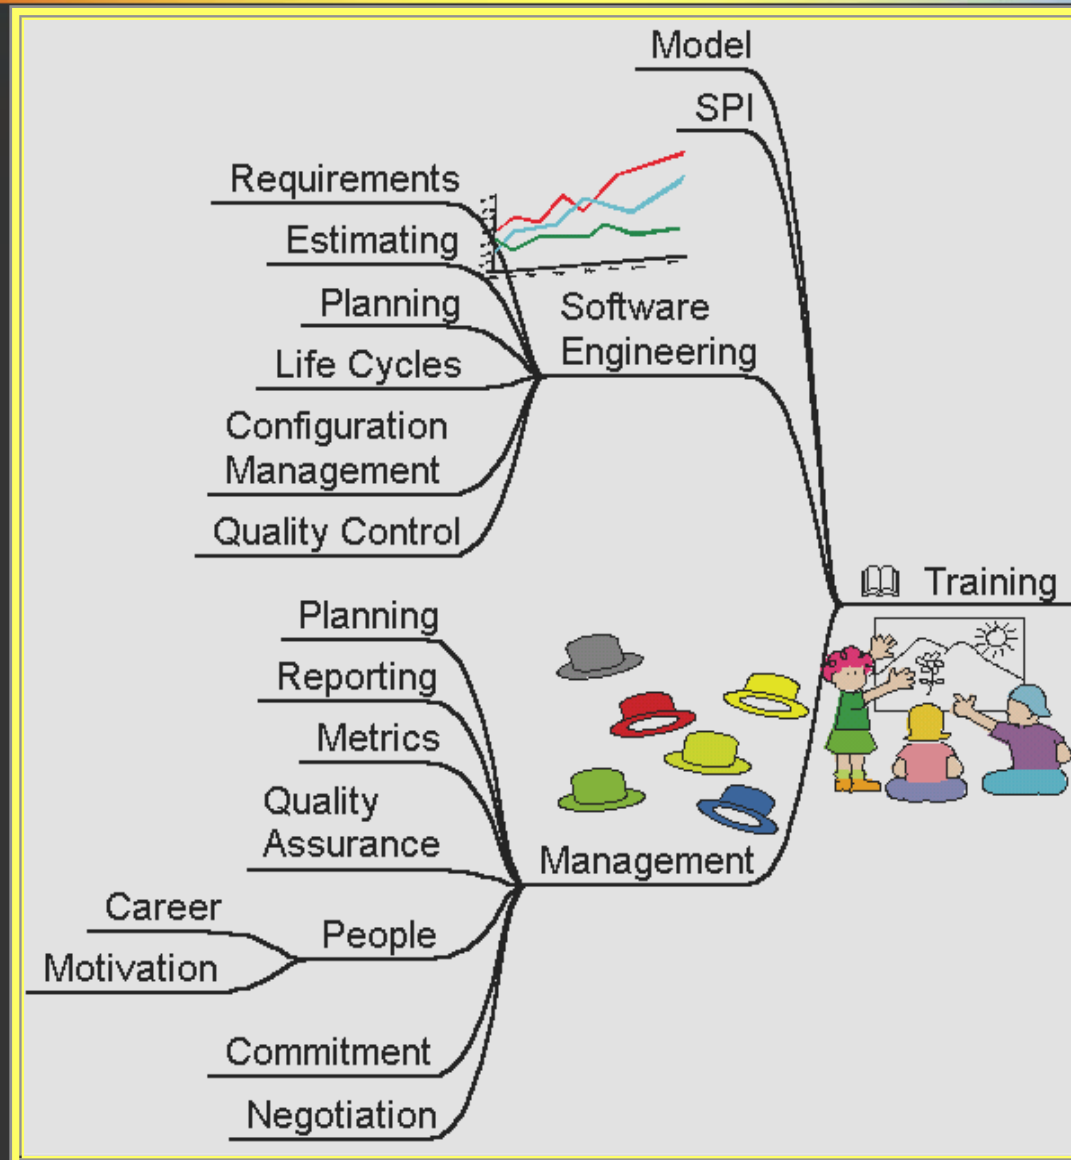 Model
SPI
Requirements
Estimating
Planning
Life Cycles
Configuration
Management
Quality Control
Software
Engineering
Training
Planning
Reporting
Metrics
Quality
Assurance
Management
People
Career
Motivation
Commitment
Negotiation